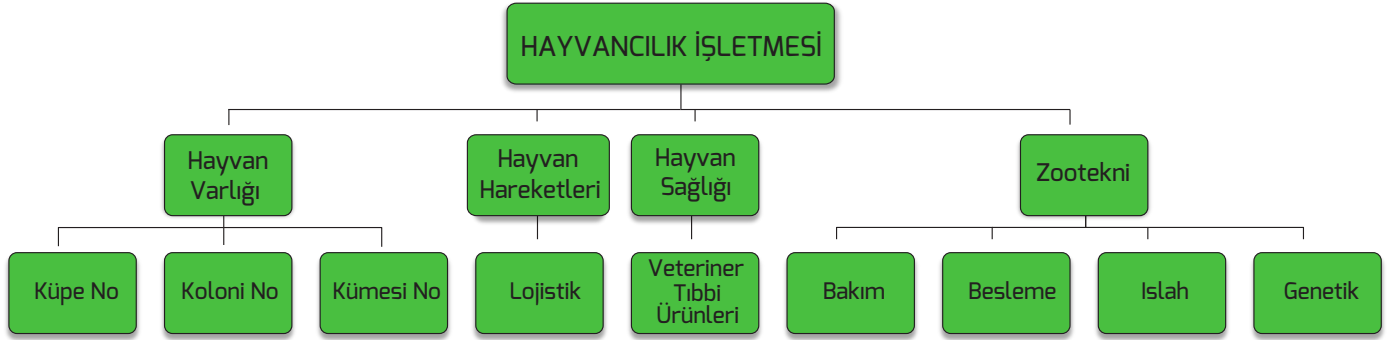 HAYVANCILIK İŞLETMESİ
Hayvan
Varlığı
Hayvan
Hareketleri
Hayvan
Sağlığı
Zootekni
Küpe No
Koloni No
Kümesi No
Lojistik
Veteriner
Tıbbi
Ürünleri
Bakım
Besleme
Islah
Genetik